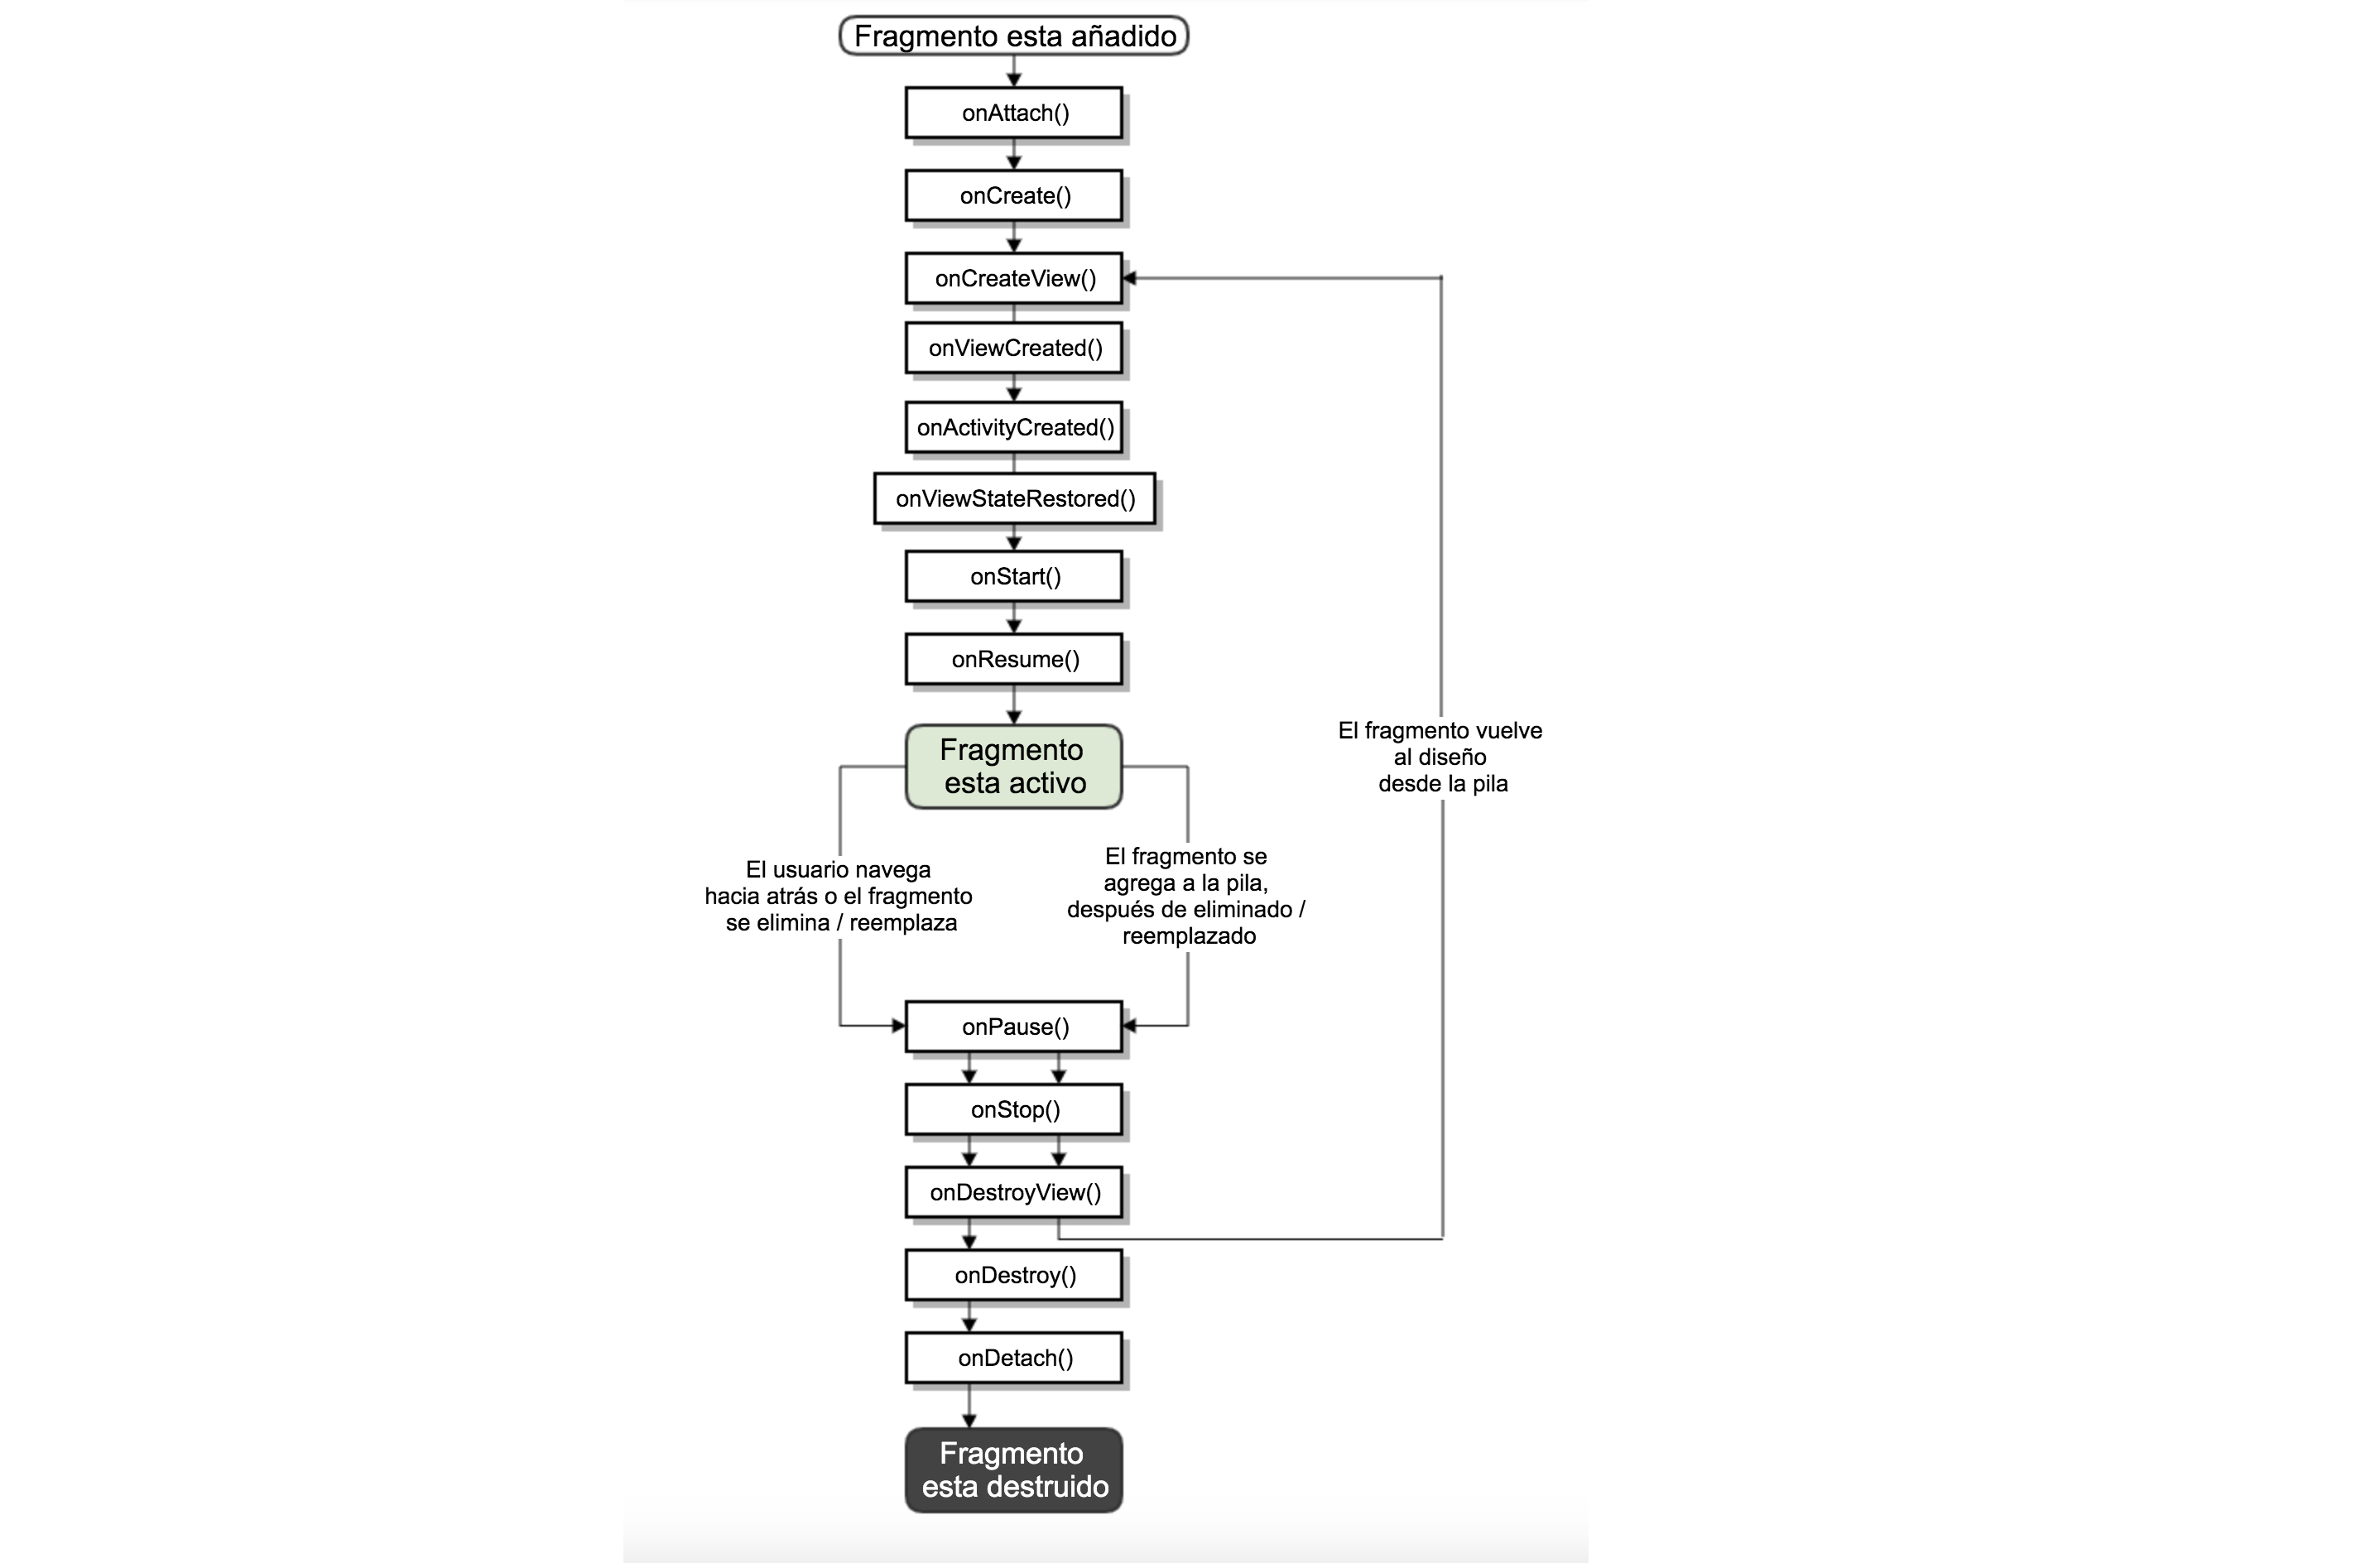 Fragmento esta añadido
onAttach()
onCreate()
onCreateView()
onViewCreated()
onActivityCreated()
onViewStateRestored()
onStart()
onResume()
Fragmento
esta activo
El fragmento vuelve
al diseño
desde la pila
El usuario navega
hacia atrás o el fragmento
se elimina / reemplaza
El fragmento se
agrega a la pila,
después de eliminado /
reemplazado
onPause()
onStop()
onDestroyView()
onDestroy()
onDetach()
Fragmento
esta destruido